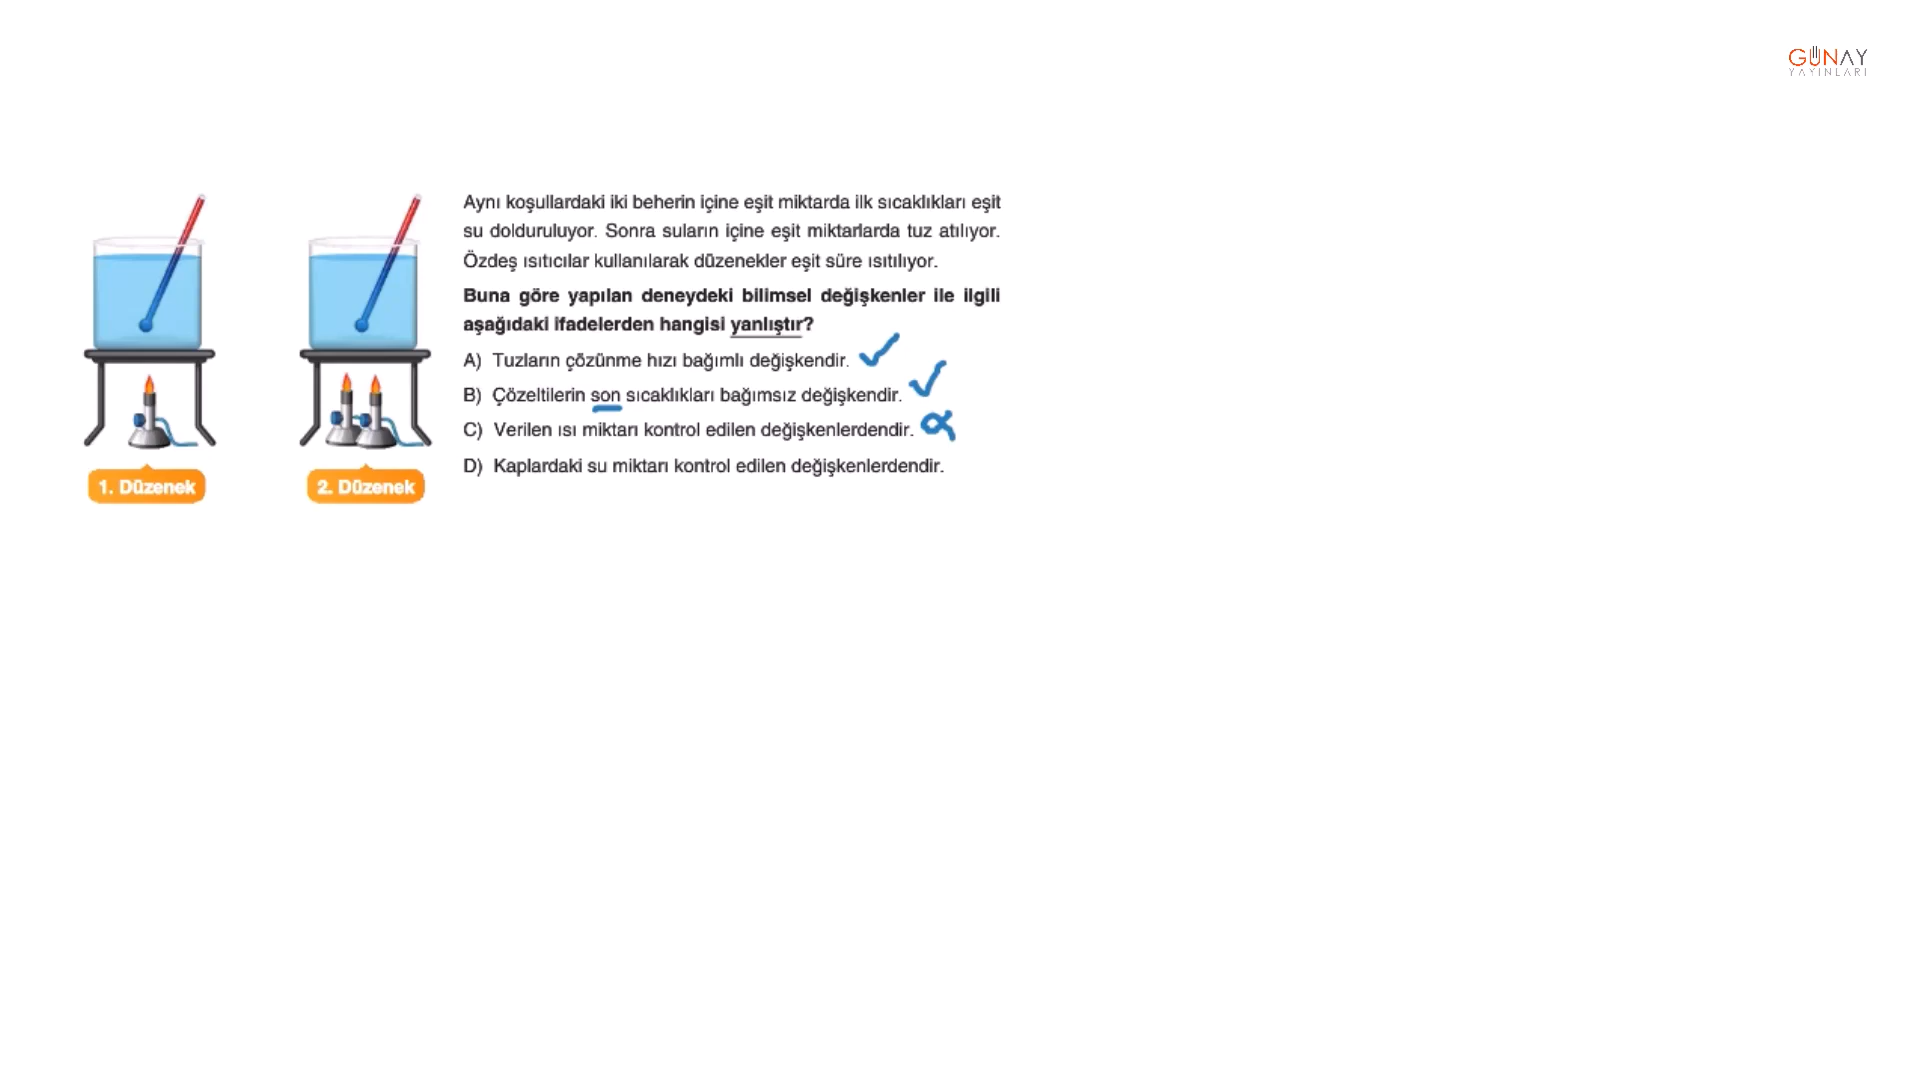 GÜNAY
YAYINLARI
Aynı koşullardaki iki beherin içine eşit miktarda ilk sıcaklıkları eşit
su dolduruluyor. Sonra suların içine eşit miktarlarda tuz atılıyor.
Özdeş ısıtıcılar kullanılarak düzenekler eşit süre ısıtılıyor.
Buna göre yapılan deneydeki bilimsel değişkenler ile ilgili
aşağıdaki ifadelerden hangisi yanlıştır?
A) Tuzların çözünme hızı bağımlı değişkendir.
B) Çözeltilerin son sıcaklıkları bağımsız değişkendir.
C) Verilen ısı miktarı kontrol edilen değişkenlerdendir.
D) Kaplardaki su miktarı kontrol edilen değişkenlerdendir.
1. Düzenek
2. Düzenek